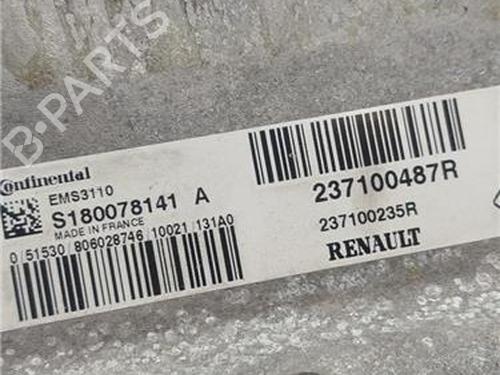 B-PARTS
Continental
EMS3110
S180078141 A
MADE IN FRANCE
0/51530/806028746/10021/131A0
237100487R
237100235R
RENAULT